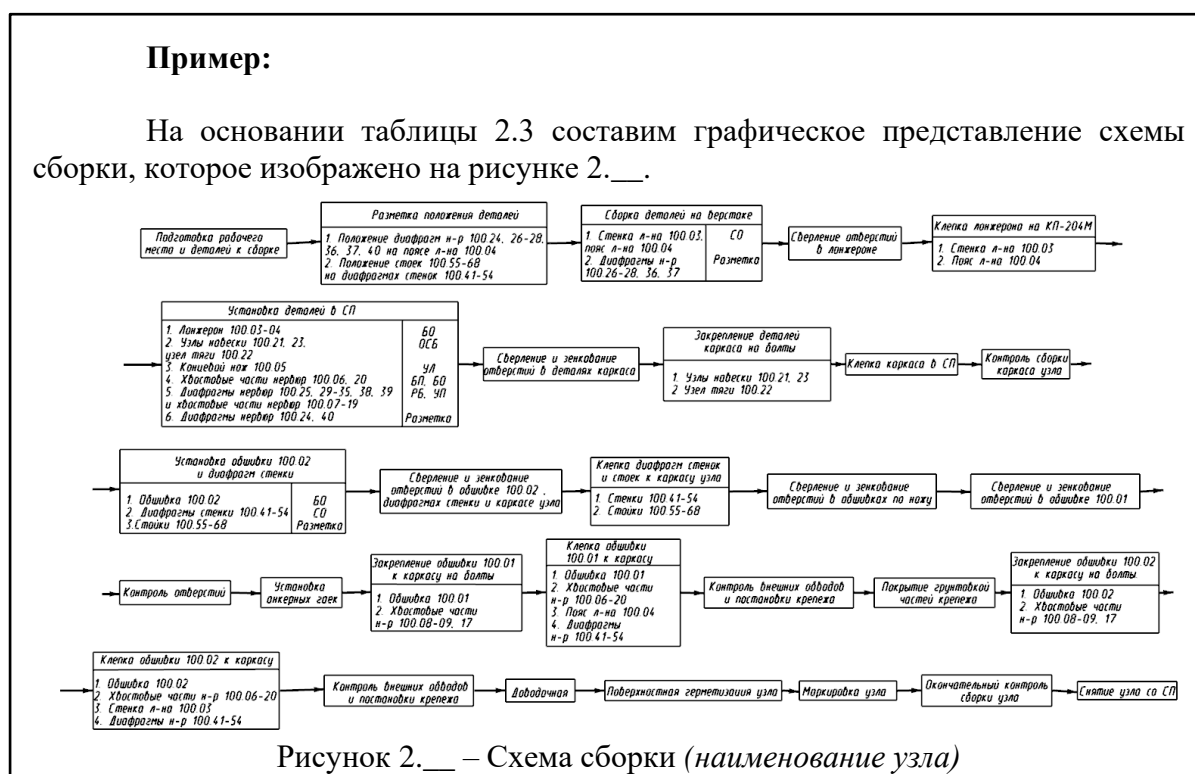 Пример:
На основании таблицы 2.3 составим графическое представление схемы
сборки, которое изображено на рисунке 2.__.
Подготовка рабочего
места и деталей к сборке
Разметка положения деталей
1. Положение диафрагм н-р 100.24, 26-28,
36, 37, 40 на поясе л-на 100.04
2. Положение стоек 100.55-68
на диафрагмах стенок 100.41-54
Сборка деталей на верстаке
1. Стенка л-на 100.03, СО
пояс л-на 100.04
2. Диафрагмы н-р Разметка
100.26-28, 36, 37
Сверление отверстий
в лонжероне
Клепка лонжерона на КП-204М
1. Стенка л-на 100.03
2. Пояс л-на 100.04
Установка деталей в СП
1. Лонжерон 100.03-04 БО
2. Узлы навески 100.21, 23, ОСБ
узел тяги 100.22
3. Концевой нож 100.05 УЛ
4. Хвостовые части нервюр 100.06, 20 БП, БО
5. Диафрагмы нервюр 100.25, 29-35, 38, 39 РБ, УП
и хвостовые части нервюр 100.07-19
6. Диафрагмы нервюр 100.24, 40 Разметка
Сверление и зенкование
отверстий в деталях каркаса
Закрепление деталей
каркаса на болты
1. Узлы навески 100.21, 23
2. Узел тяги 100.22
Клепка каркаса в СП
Контроль сборки
каркаса узла
Установка обшивки 100.02
и диафрагм стенки
1. Обшивка 100.02 БО
2. Диафрагмы стенки 100.41-54 СО
3.Стойки 100.55-68 Разметка
Сверление и зенкование
отверстий в обшивке 100.02 ,
диафрагмах стенки и каркасе узла
Клепка диафрагм стенок
и стоек к каркасу узла
1. Стенки 100.41-54
2. Стойки 100.55-68
Сверление и зенкование
отверстий в обшивках по ножу
Сверление и зенкование
отверстий в обшивке 100.01
Контроль отверстий
Установка
анкерных гаек
Закрепление обшивки 100.01
к каркасу на болты
1. Обшивка 100.01
2. Хвостовые части
н-р 100.08-09, 17
Клепка обшивки
100.01 к каркасу
1. Обшивка 100.01
2. Хвостовые части
н-р 100.06-20
3. Пояс л-на 100.04
4. Диафрагмы
н-р 100.41-54
Контроль внешних обводов
и постановки крепежа
Покрытие грунтовкой
частей крепежа
Закрепление обшивки 100.02
к каркасу на болты
1. Обшивка 100.02
2. Хвостовые части
н-р 100.08-09, 17
Клепка обшивки 100.02 к каркасу
1. Обшивка 100.02
2. Хвостовые части н-р 100.06-20
3. Стенка л-на 100.03
4. Диафрагмы н-р 100.41-54
Контроль внешних обводов
и постановки крепежа
Доводочная
Поверхностная герметизация узла
Маркировка узла
Окончательный контроль
сборки узла
Снятие узла со СП
Рисунок 2.__ – Схема сборки (наименование узла)